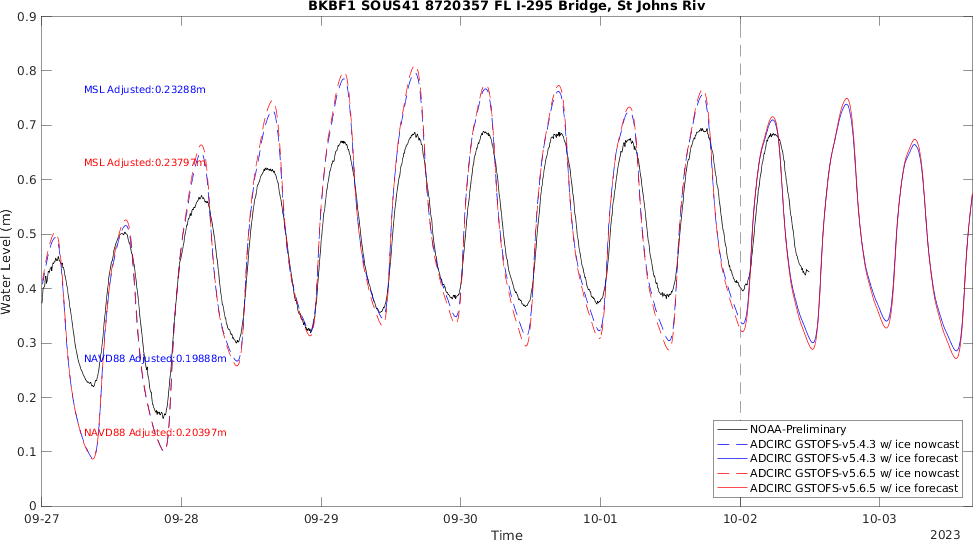 BKBF1 SOUS41 8720357 FL I-295 Bridge, St Johns Riv
0.9
0.8
MSL Adjusted:0.23288m
0.7
MSL Adjusted:0.23797m
0.6
0.5
Water Level (m)
0.4
0.3
NAVD88 Adjusted:0.19888m
0.2
NAVD88 Adjusted:0.20397m
0.1
0
NOAA-Preliminary
ADCIRC GSTOFS-v5.4.3 w/ ice nowcast
ADCIRC GSTOFS-v5.4.3 w/ ice forecast
ADCIRC GSTOFS-v5.6.5 w/ ice nowcast
ADCIRC GSTOFS-v5.6.5 w/ ice forecast
09-27 09-28 09-29 09-30 10-01 10-02 10-03
Time
2023